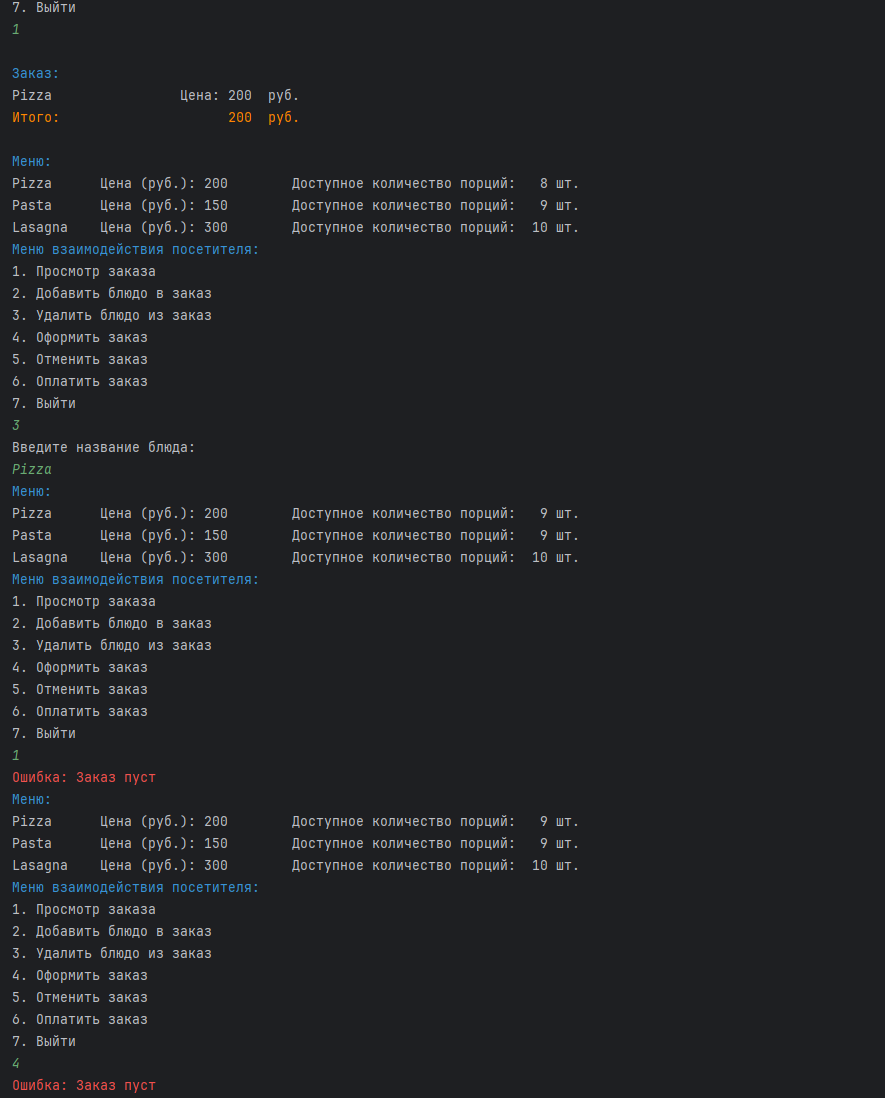 7. Выйти
1
Заказ:
Pizza Цена: 200 руб.
Итого: 200 руб.
Меню:
Pizza Цена (руб.): 200 Доступное количество порций: 8 шт.
Pasta Цена (руб.): 150 Доступное количество порций: 9 шт.
Lasagna Цена (руб.): 300 Доступное количество порций: 10 шт.
Меню взаимодействия посетителя:
1. Просмотр заказа
2. Добавить блюдо в заказ
3. Удалить блюдо из заказ
4. Оформить заказ
5. Отменить заказ
6. Оплатить заказ
7. Выйти
3
Введите название блюда:
Pizza
Меню:
Pizza Цена (руб.): 200 Доступное количество порций: 9 шт.
Pasta Цена (руб.): 150 Доступное количество порций: 9 шт.
Lasagna Цена (руб.): 300 Доступное количество порций: 10 шт.
Меню взаимодействия посетителя:
1. Просмотр заказа
2. Добавить блюдо в заказ
3. Удалить блюдо из заказ
4. Оформить заказ
5. Отменить заказ
6. Оплатить заказ
7. Выйти
1
Ошибка: Заказ пуст
Меню:
Pizza Цена (руб.): 200 Доступное количество порций: 9 шт.
Pasta Цена (руб.): 150 Доступное количество порций: 9 шт.
Lasagna Цена (руб.): 300 Доступное количество порций: 10 шт.
Меню взаимодействия посетителя:
1. Просмотр заказа
2. Добавить блюдо в заказ
3. Удалить блюдо из заказ
4. Оформить заказ
5. Отменить заказ
6. Оплатить заказ
7. Выйти
4
Ошибка: Заказ пуст